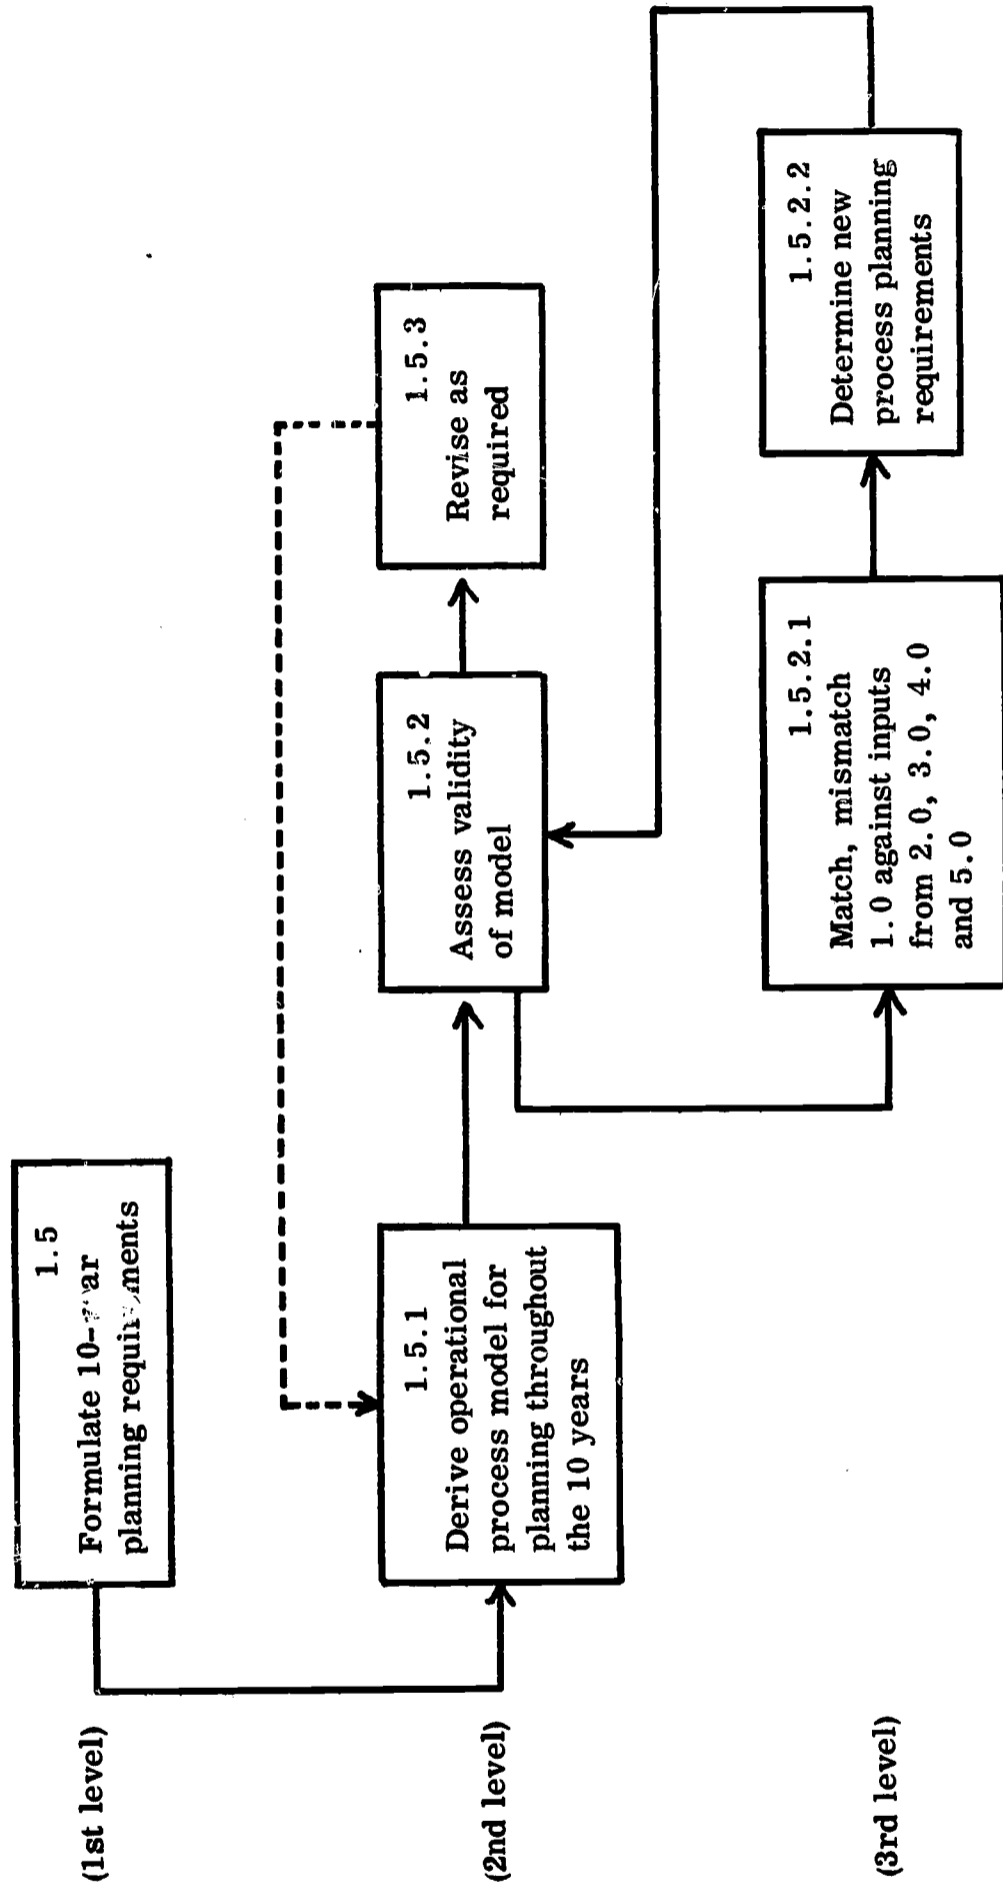 (1st level)
1.5
Formulate 10-year
planning requirements
(2nd level)
1.5.1
Derive operational
process model for
planning throughout
the 10 years
1.5.2
Assess validity
of model
1.5.3
Revise as
required
(3rd level)
1.5.2.1
Match, mismatch
1.0 against inputs
from 2.0, 3.0, 4.0
and 5.0
1.5.2.2
Determine new
process planning
requirements